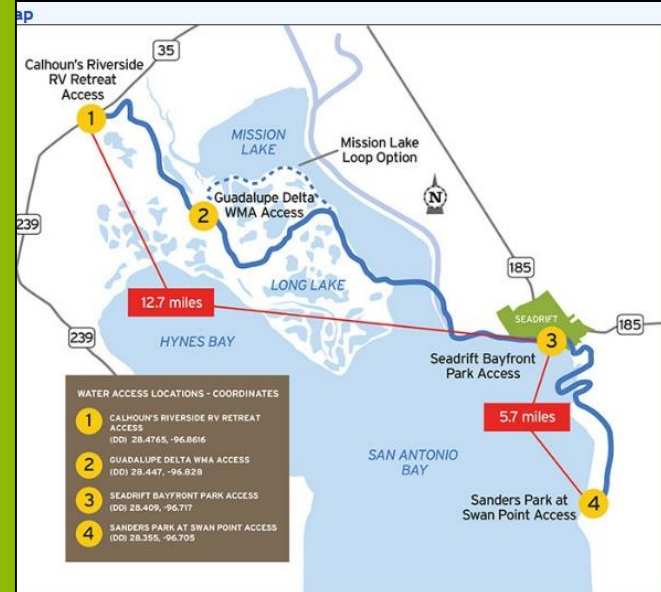 ap
35
Calhoun's Riverside
RV Retreat
Access
1
MISSION
LAKE
Mission Lake
Loop Option
N
Guadalupe Delta
WMA Access
2
239
LONG LAKE
185
12.7 miles
SEADRIFT
185
239
HYNES BAY
3
Seadrift Bayfront
Park Access
5.7 miles
SAN ANTONIO
BAY
Sanders Park at
Swan Point Access
4
WATER ACCESS LOCATIONS - COORDINATES
1
CALHOUN'S RIVERSIDE RV RETREAT
ACCESS
(DD) 28.4765, -96.8616
2
GUADALUPE DELTA WMA ACCESS
(DD) 28.447, -96.828
3
SEADRIFT BAYFRONT PARK ACCESS
(DD) 28.409, -96.717
4
SANDERS PARK AT SWAN POINT ACCESS
(DD) 28.355, -96.705